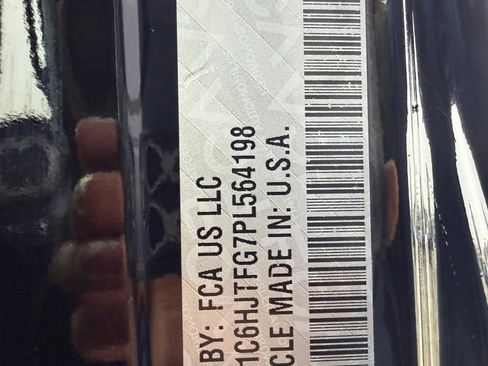 BY: FCA US LLC
1C6HJTFG7PL564198
CLE MADE IN: U.S.A.